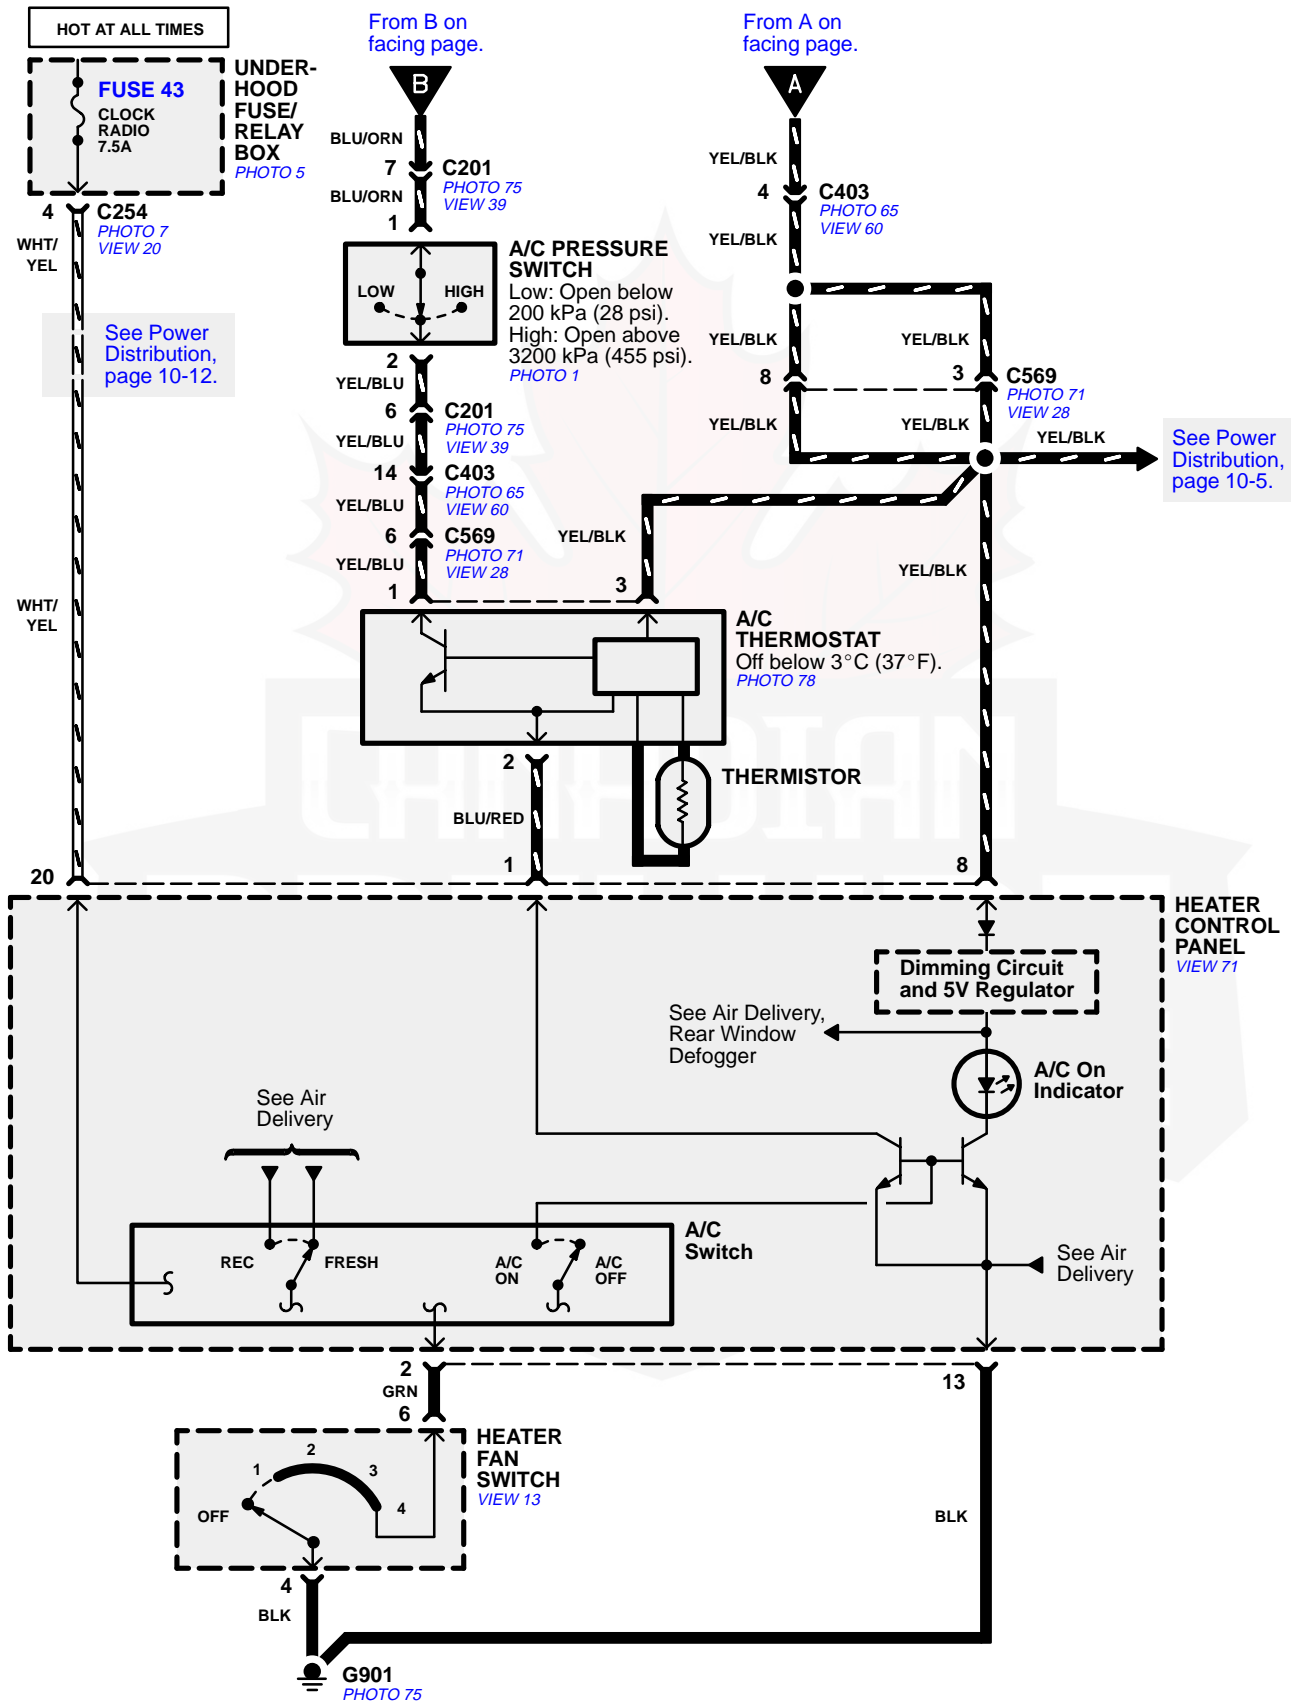 HOT AT ALL TIMES
FUSE 43
CLOCK
RADIO
7.5A
UNDER-
HOOD
FUSE/
RELAY
BOX
PHOTO 5
4
C254
PHOTO 7
VIEW 20
WHT/
YEL
See Power
Distribution,
page 10-12.
WHT/
YEL
20
From B on
facing page.
B
BLU/ORN
7
C201
PHOTO 75
VIEW 39
BLU/ORN
1
A/C PRESSURE
SWITCH
Low: Open below
200 kPa (28 psi).
High: Open above
3200 kPa (455 psi).
PHOTO 1
LOW
HIGH
2
YEL/BLU
6
C201
PHOTO 75
VIEW 39
YEL/BLU
14
C403
PHOTO 65
VIEW 60
YEL/BLU
6
C569
PHOTO 71
VIEW 28
YEL/BLU
1
From A on
facing page.
A
YEL/BLK
4
C403
PHOTO 65
VIEW 60
YEL/BLK
YEL/BLK
YEL/BLK
8
3
C569
PHOTO 71
VIEW 28
YEL/BLK
YEL/BLK
YEL/BLK
See Power
Distribution,
page 10-5.
YEL/BLK
3
YEL/BLK
A/C
THERMOSTAT
Off below 3°C (37°F).
PHOTO 78
2
THERMISTOR
BLU/RED
1
8
CANADIAN
HEATER
CONTROL
PANEL
VIEW 71
Dimming Circuit
and 5V Regulator
See Air Delivery,
Rear Window
Defogger
A/C On
Indicator
See Air
Delivery
A/C
Switch
REC
FRESH
A/C
ON
A/C
OFF
See Air
Delivery
2
13
GRN
6
HEATER
FAN
SWITCH
VIEW 13
OFF
1
2
3
4
4
BLK
BLK
G901
PHOTO 75